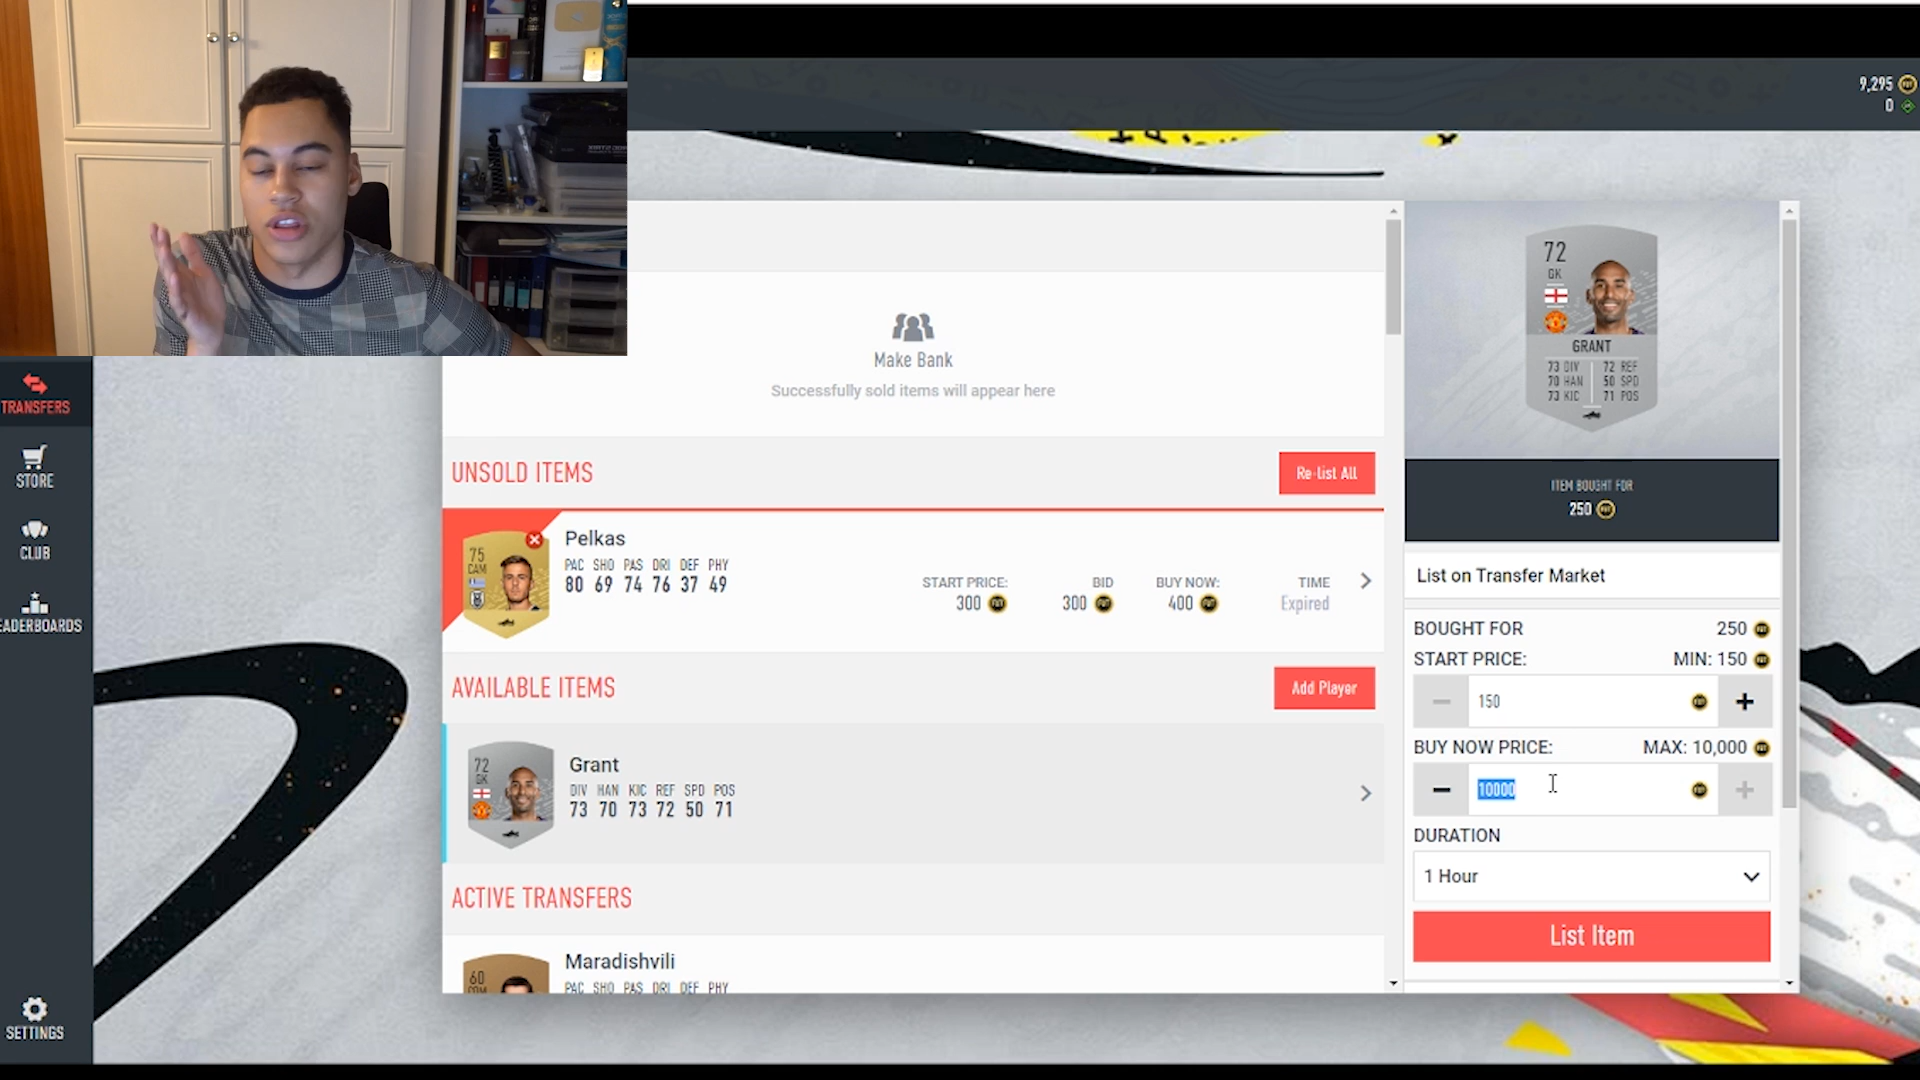 9,295
0
TRANSFERS
STORE
CLUB
EADERBOARDS
SETTINGS
Make Bank
Successfully sold items will appear here
UNSOLD ITEMS
Re-list All
75
CAM
Pelkas
PAC SHO PAS DRI DEF PHY
80 69 74 76 37 49
START PRICE:
300
BID
300
BUY NOW:
400
TIME
Expired
AVAILABLE ITEMS
Add Player
72
GK
Grant
DIV HAN KIC REF SPD POS
73 70 73 72 50 71
ACTIVE TRANSFERS
60
Maradishvili
PAC SHO PAS DRI DEF PHY
72
GK
GRANT
73 DIV 72 REF
70 HAN 50 SPD
73 KIC 71 POS
ITEM BOUGHT FOR
250
List on Transfer Market
BOUGHT FOR 250
START PRICE: MIN: 150
150
BUY NOW PRICE: MAX: 10,000
10000
DURATION
1 Hour
List Item